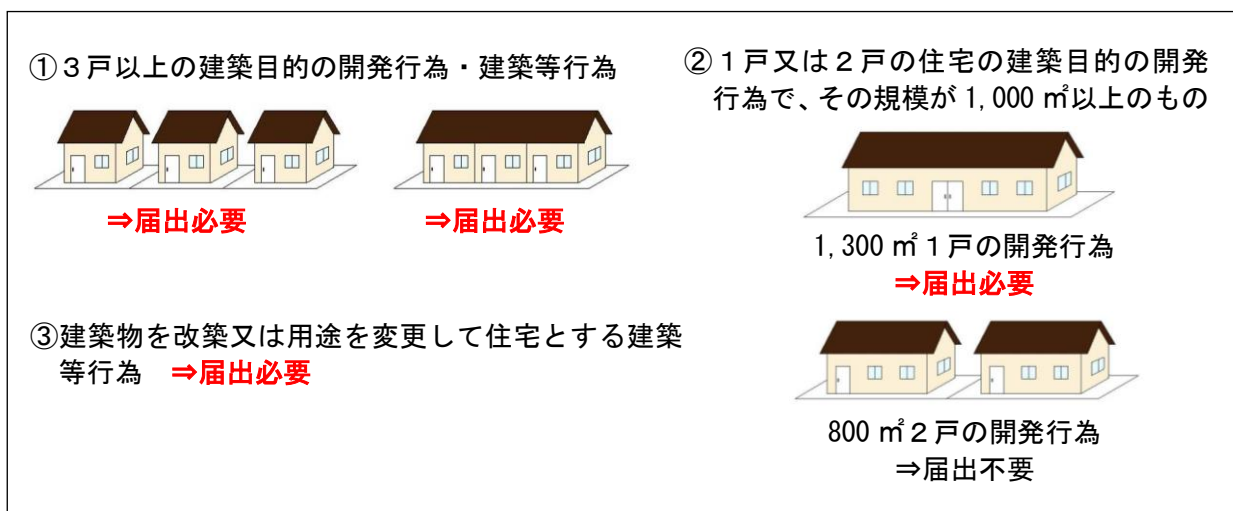 ①３戸以上の建築目的の開発行為・建築等行為
⇒届出必要
⇒届出必要
②１戸又は２戸の住宅の建築目的の開発
行為で、その規模が 1,000 ㎡以上のもの
1,300 ㎡１戸の開発行為
⇒届出必要
800 ㎡２戸の開発行為
⇒届出不要
③建築物を改築又は用途を変更して住宅とする建築
等行為　⇒届出必要